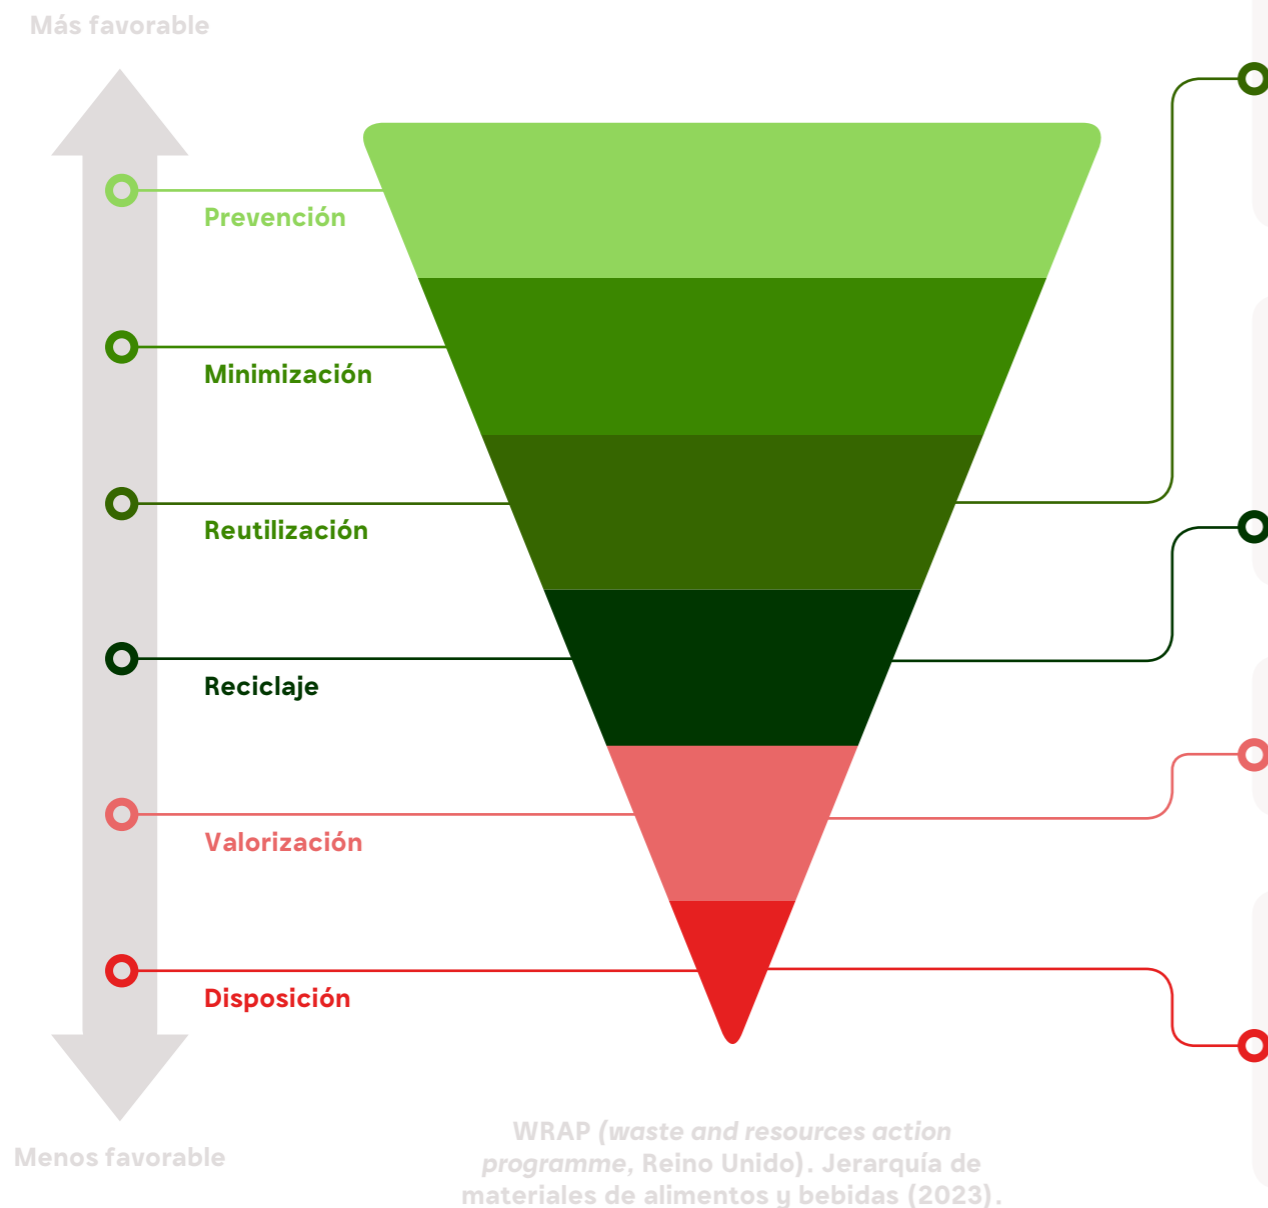 Más favorable
Prevención
Minimización
Reutilización
Reciclaje
Valorización
Disposición
Menos favorable
WRAP (waste and resources action
programme, Reino Unido). Jerarquía de
materiales de alimentos y bebidas (2023).